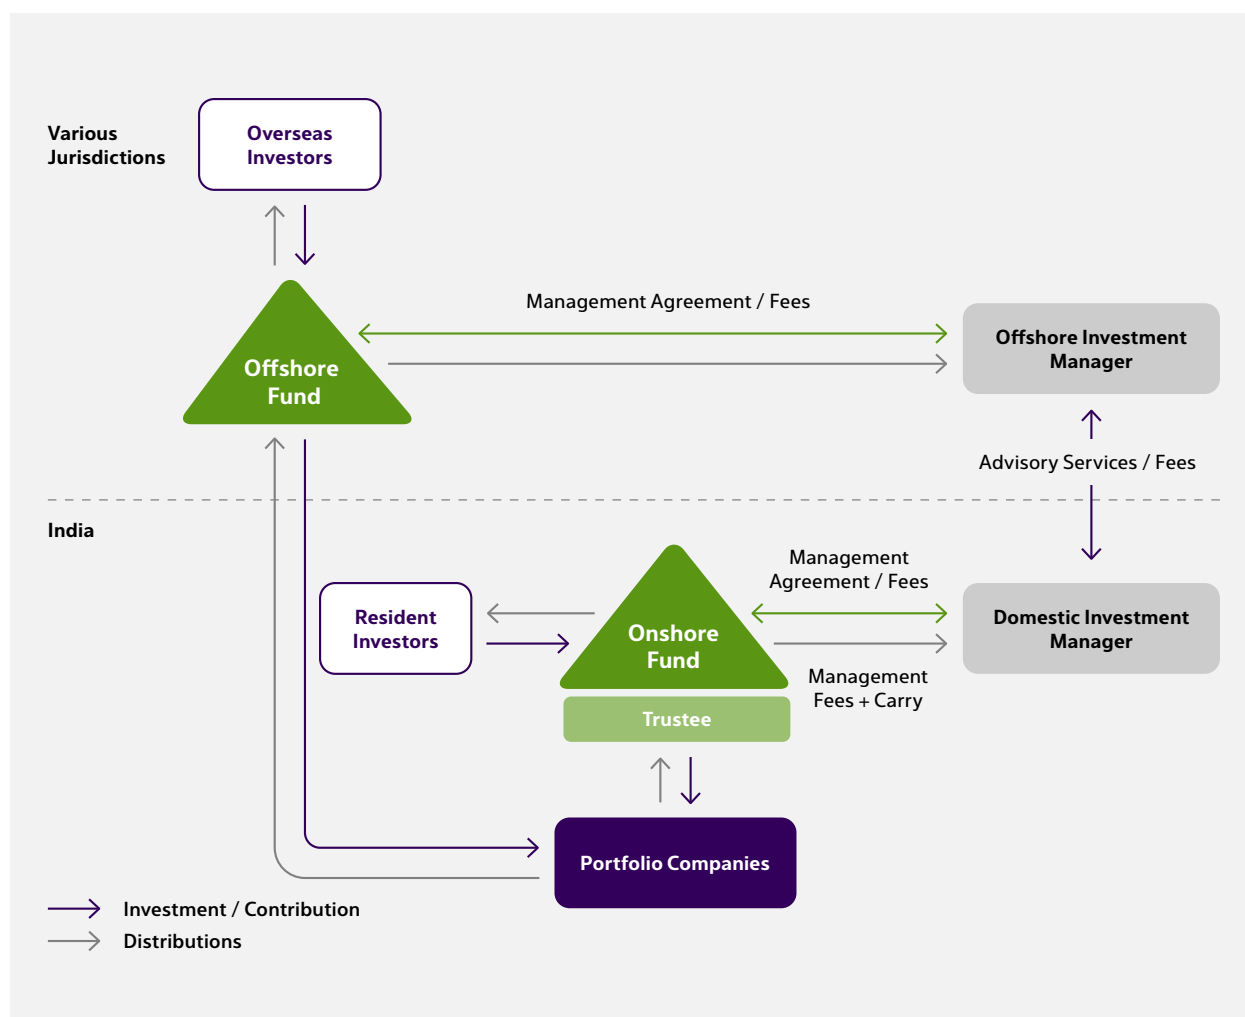 Various
Jurisdictions
Overseas
Investors
Management Agreement / Fees
Offshore
Fund
Offshore Investment
Manager
Advisory Services / Fees
India
Management
Agreement / Fees
Resident
Investors
Onshore
Fund
Domestic Investment
Manager
Management
Fees + Carry
Trustee
Portfolio Companies
Investment / Contribution
Distributions